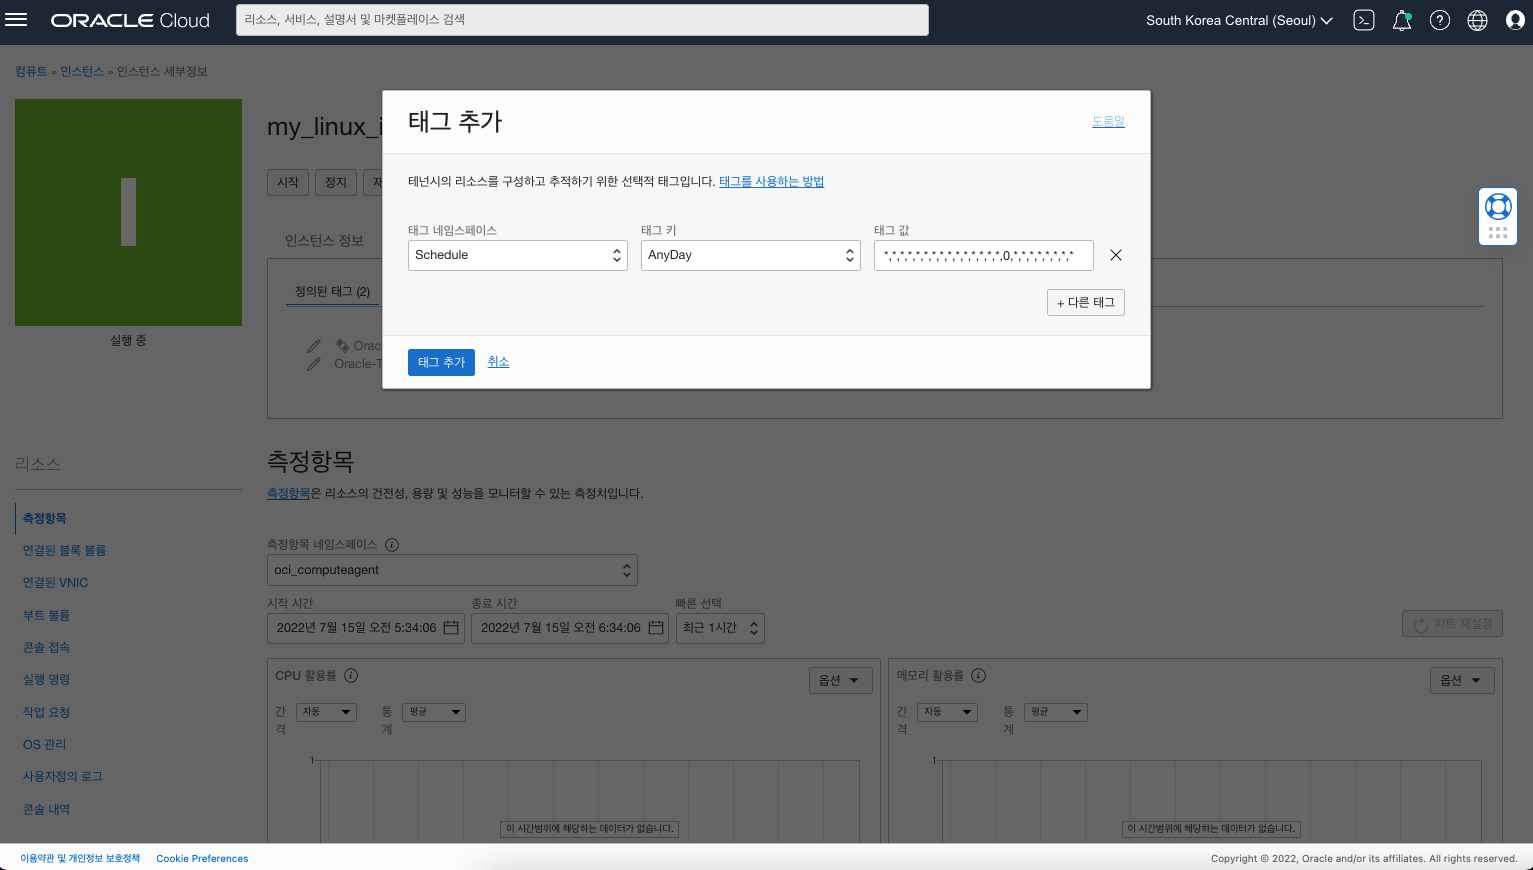 ORACLE Cloud
리소스, 서비스, 설명서 및 마켓플레이스 검색
South Korea Central (Seoul)
컴퓨트 » 인스턴스 » 인스턴스 세부정보
my_linux_i
시작
정지
인스턴스 정보
정의된 태그 (2)
Orac
Oracle-T
실행 중
태그 추가
도움말
테넌시의 리소스를 구성하고 추적하기 위한 선택적 태그입니다. 태그를 사용하는 방법
태그 네임스페이스
태그 키
태그 값
Schedule
AnyDay
*,*,*,*,*,*,*,*,*,*,*,*,*,*,*,0,*,*,*,*,*,*,*,*
+ 다른 태그
태그 추가
취소
리소스
측정항목
연결된 블록 볼륨
연결된 VNIC
부트 볼륨
콘솔 접속
실행 명령
작업 요청
OS 관리
사용자정의 로그
콘솔 내역
측정항목
측정항목은 리소스의 건전성, 용량 및 성능을 모니터할 수 있는 측정치입니다.
측정항목 네임스페이스
oci_computeagent
시작 시간
종료 시간
빠른 선택
2022년 7월 15일 오전 5:34:06
2022년 7월 15일 오전 6:34:06
최근 1시간
차트 재설정
CPU 활용률
옵션
간격
자동
통계
평균
1
이 시간범위에 해당하는 데이터가 없습니다.
메모리 활용률
옵션
간격
자동
통계
평균
1
이 시간범위에 해당하는 데이터가 없습니다.
이용약관 및 개인정보 보호정책
Cookie Preferences
Copyright © 2022, Oracle and/or its affiliates. All rights reserved.